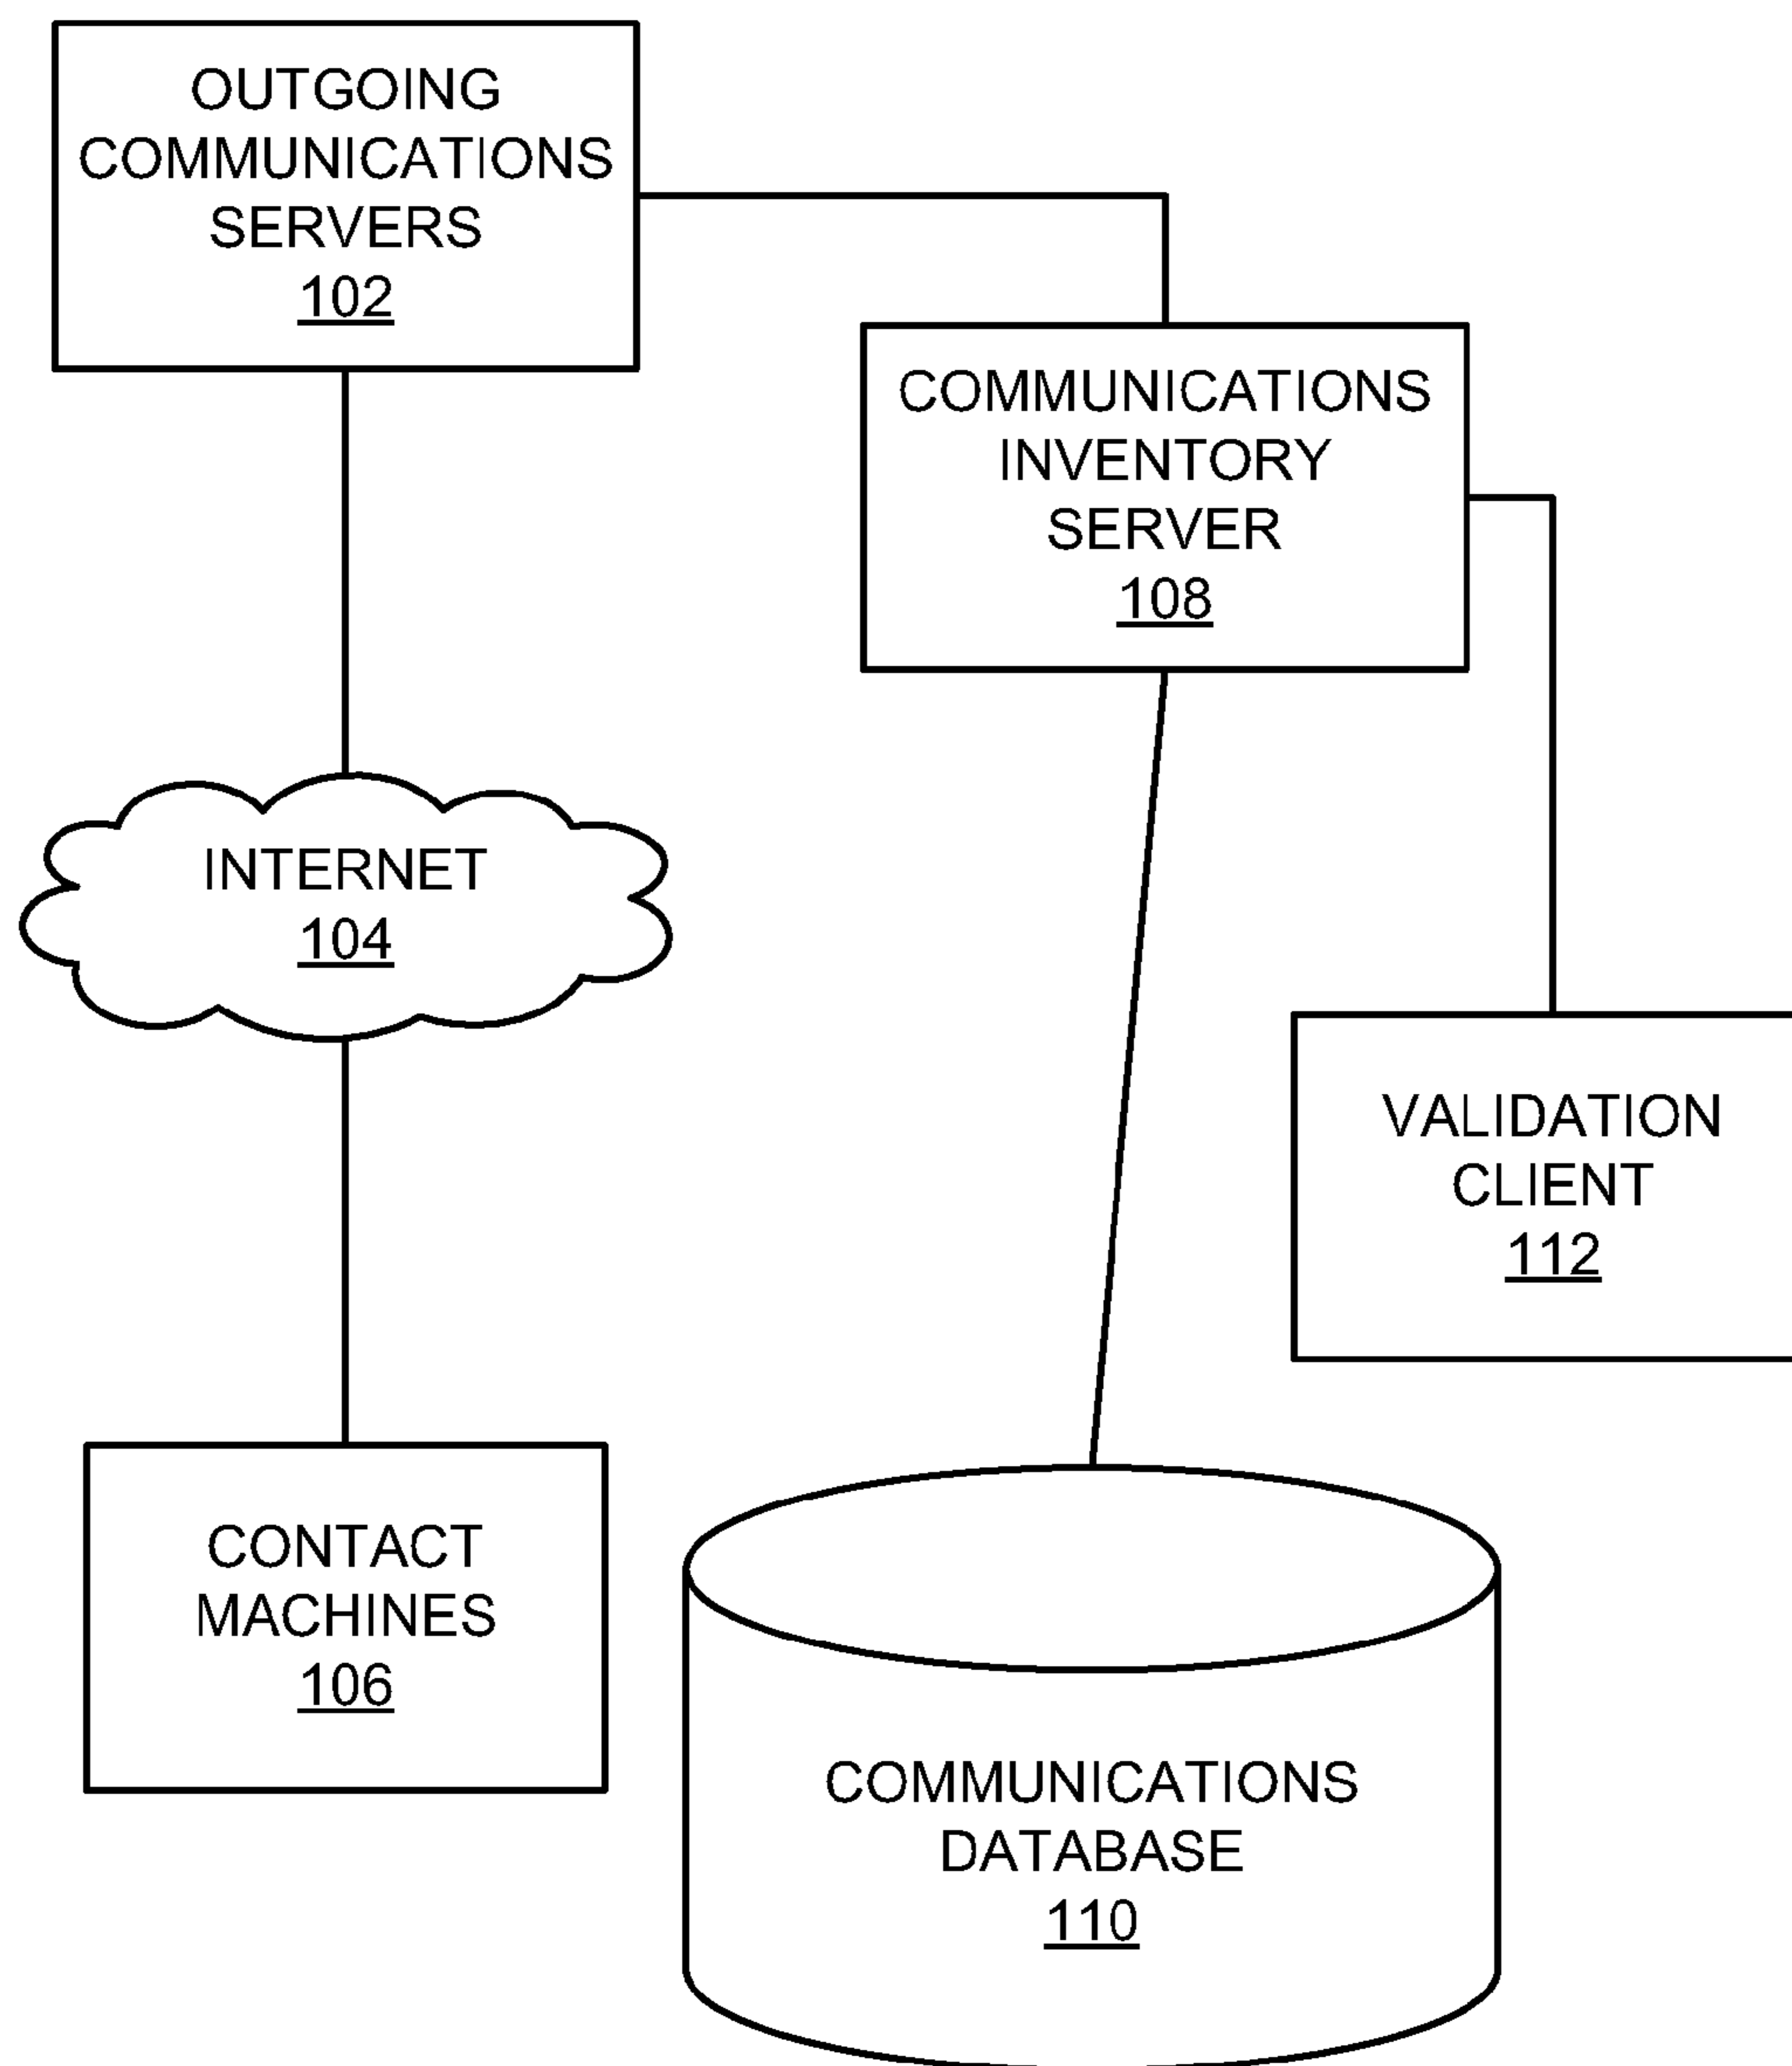 OUTGOING
COMMUNICATIONS
SERVERS
102
COMMUNICATIONS
INVENTORY
SERVER
108
INTERNET
104
VALIDATION
CLIENT
112
CONTACT
MACHINES
106
COMMUNICATIONS
DATABASE
110